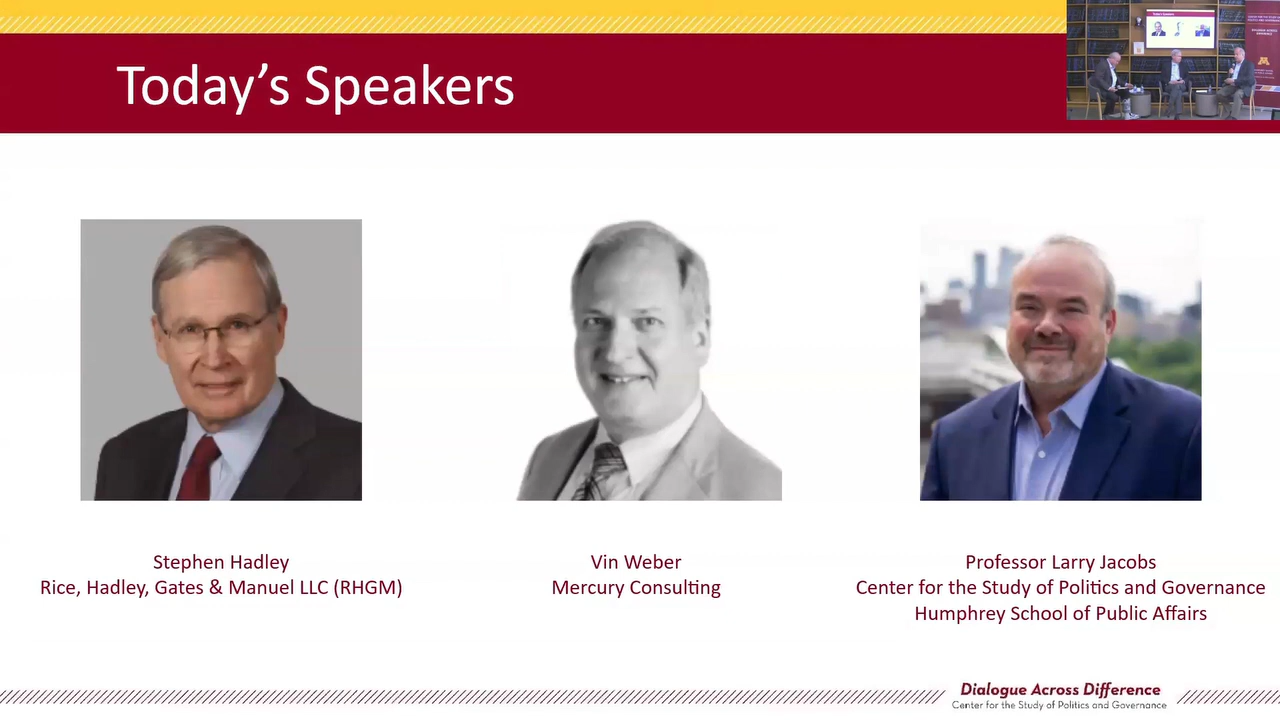 Today's Speakers
Stephen Hadley
Rice, Hadley, Gates & Manuel LLC (RHGM)
Vin Weber
Mercury Consulting
Professor Larry Jacobs
Center for the Study of Politics and Governance
Humphrey School of Public Affairs
Dialogue Across Difference
Center for the Study of Politics and Governance